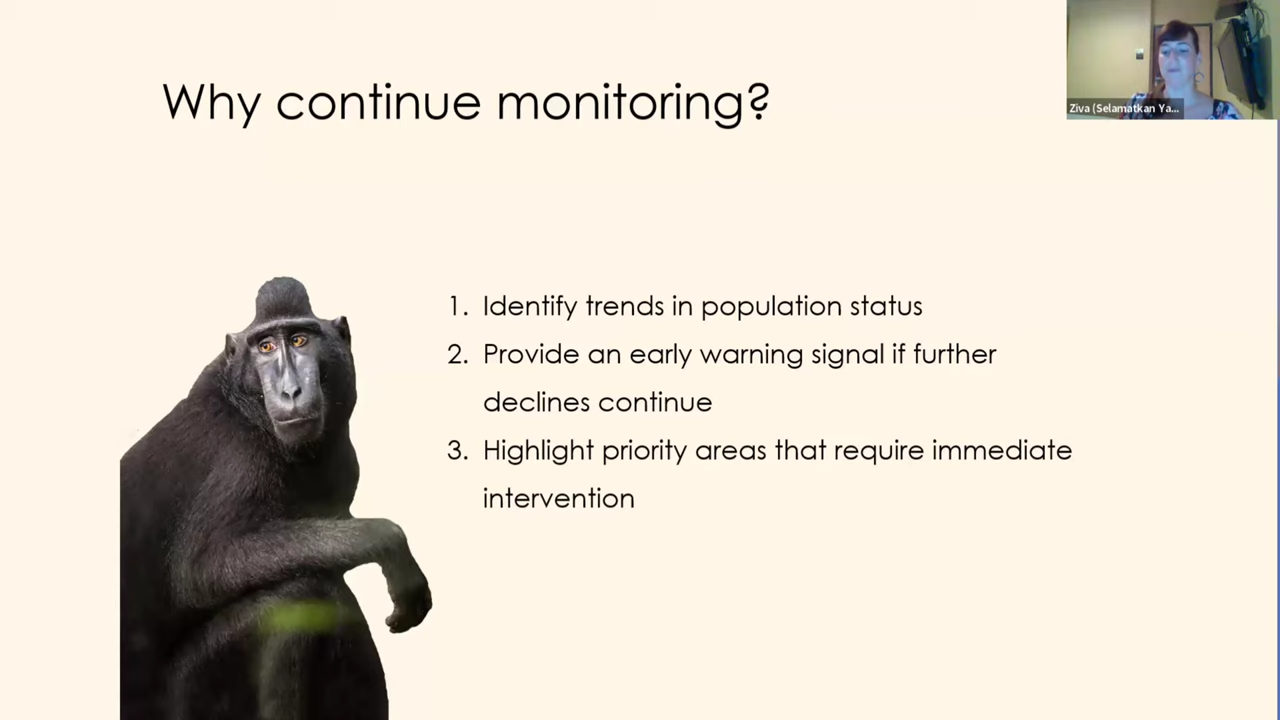 Why continue monitoring?
Ziva (Selamatkan Ya...
1. Identify trends in population status
2. Provide an early warning signal if further
declines continue
3. Highlight priority areas that require immediate
intervention